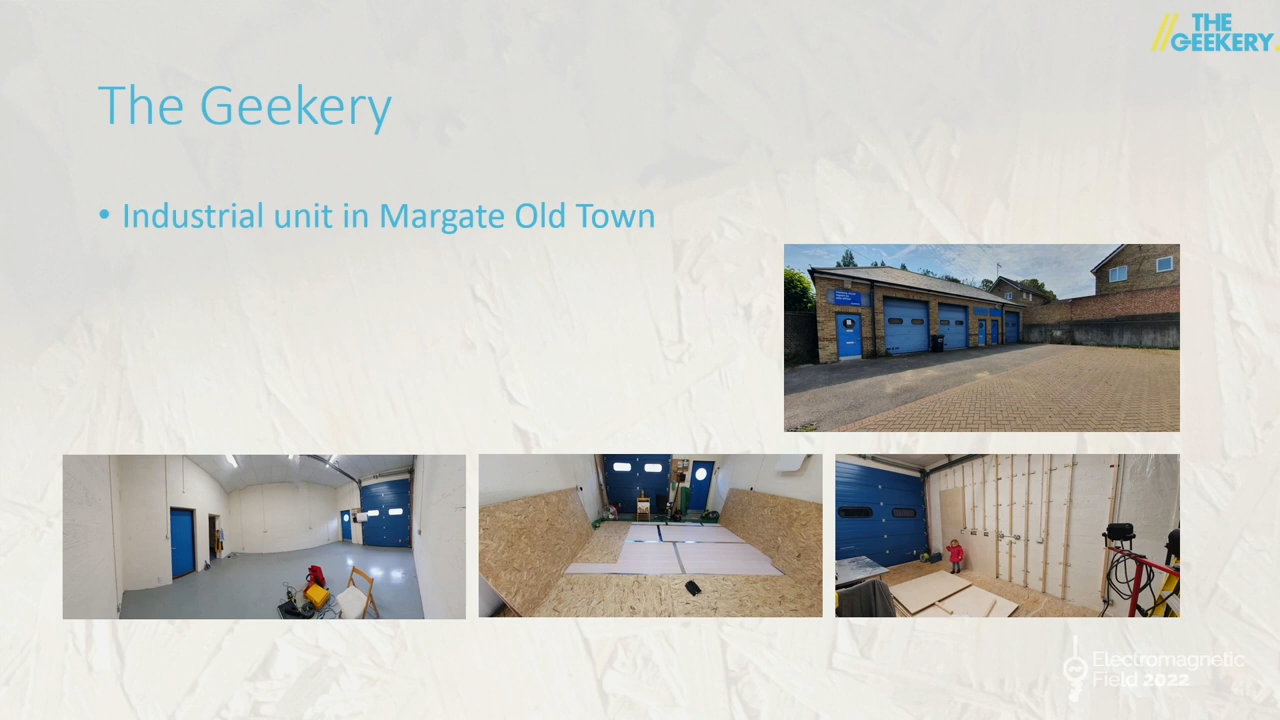 // THE
GEEKERY.
The Geekery
• Industrial unit in Margate Old Town
Electromagnetic
Field 2022